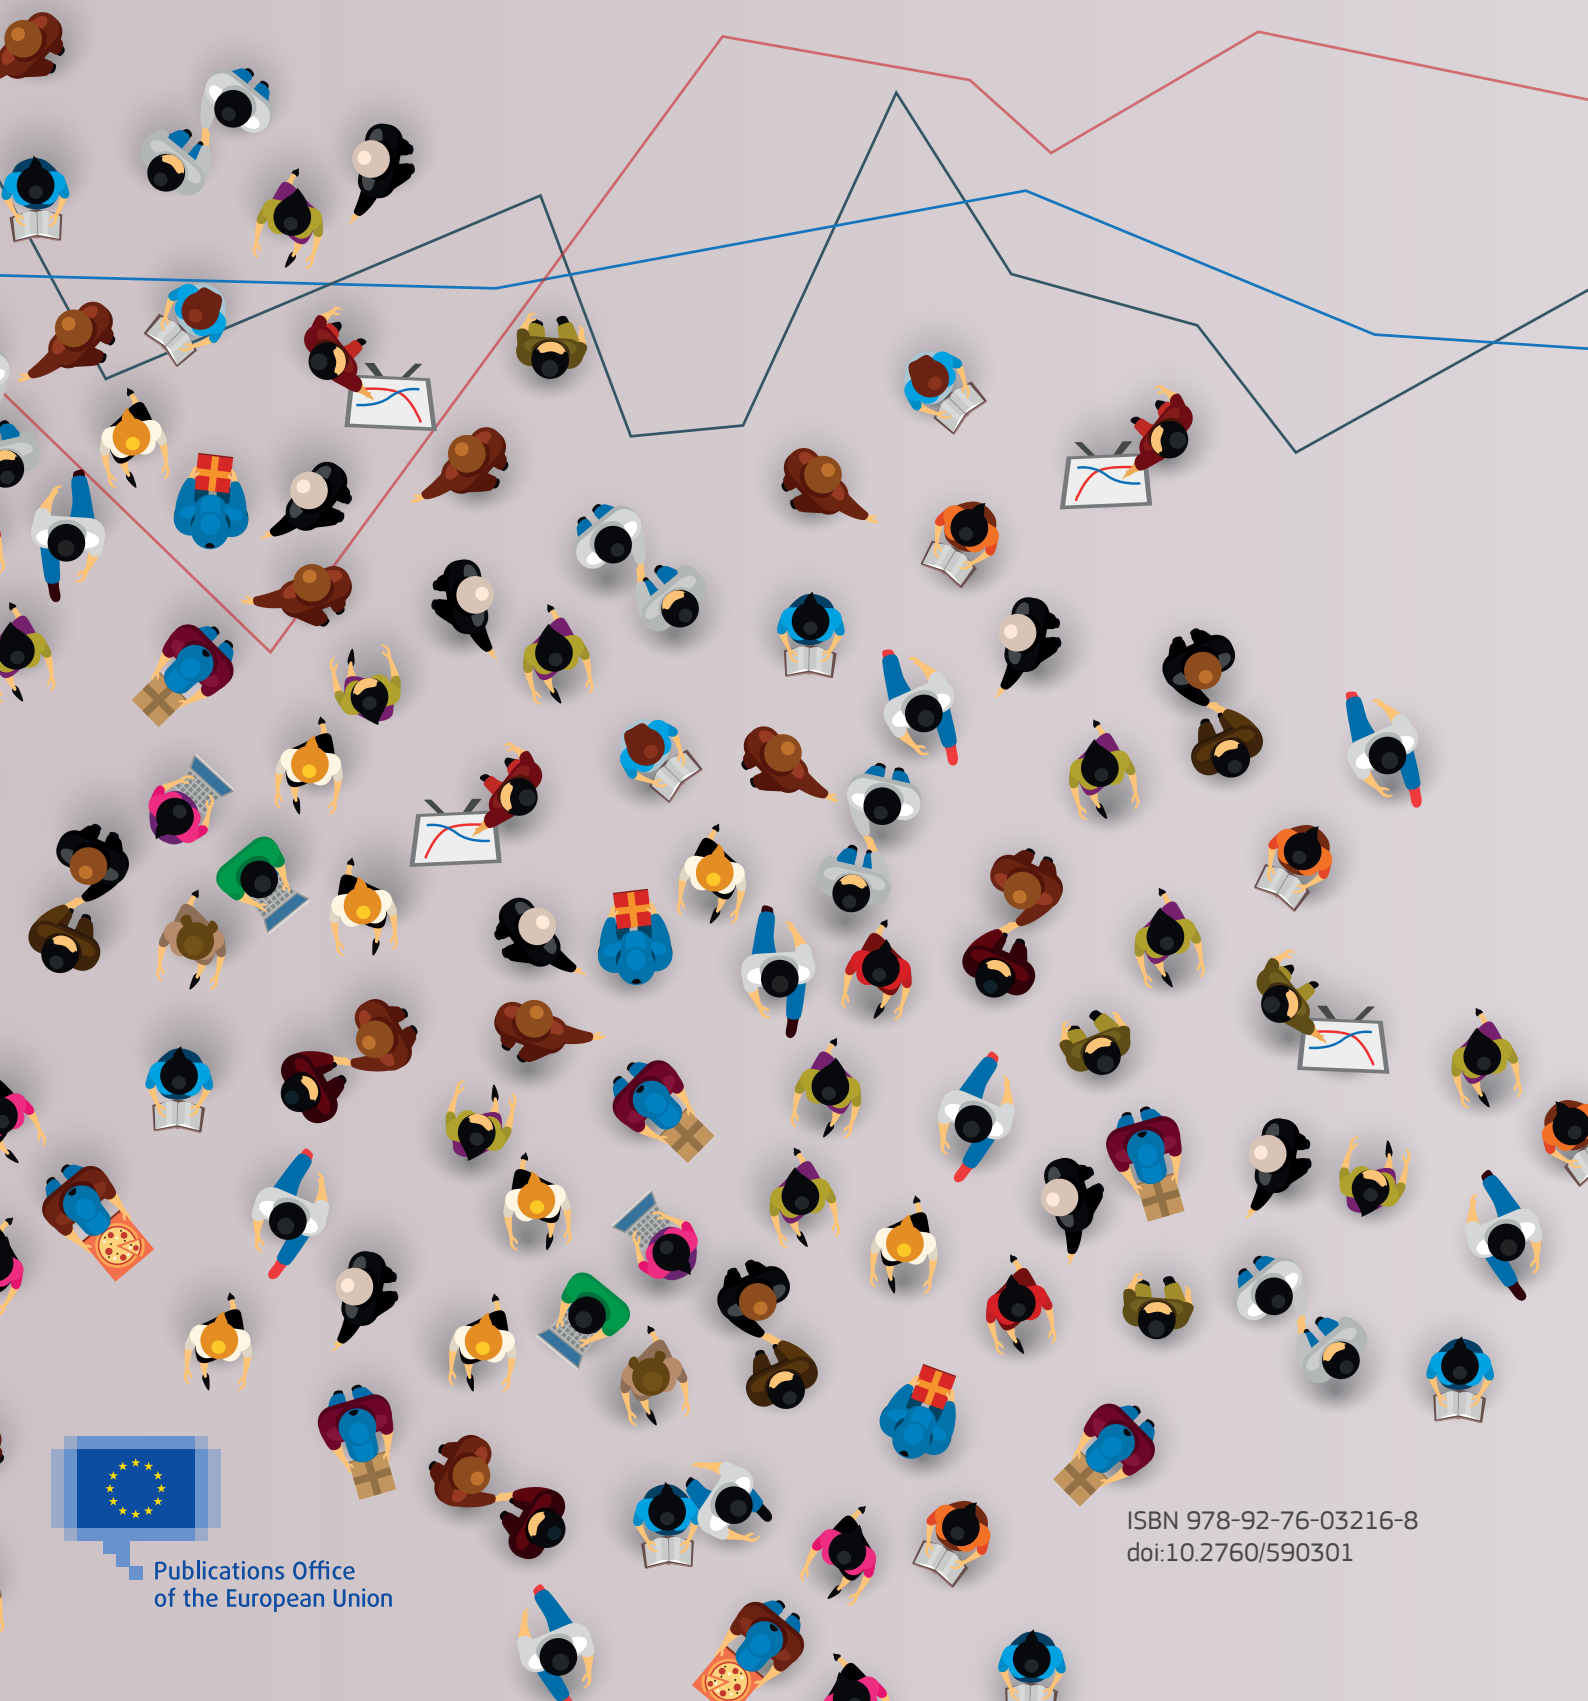 ISBN 978-92-76-03216-8
doi:10.2760/590301
Publications Office
of the European Union